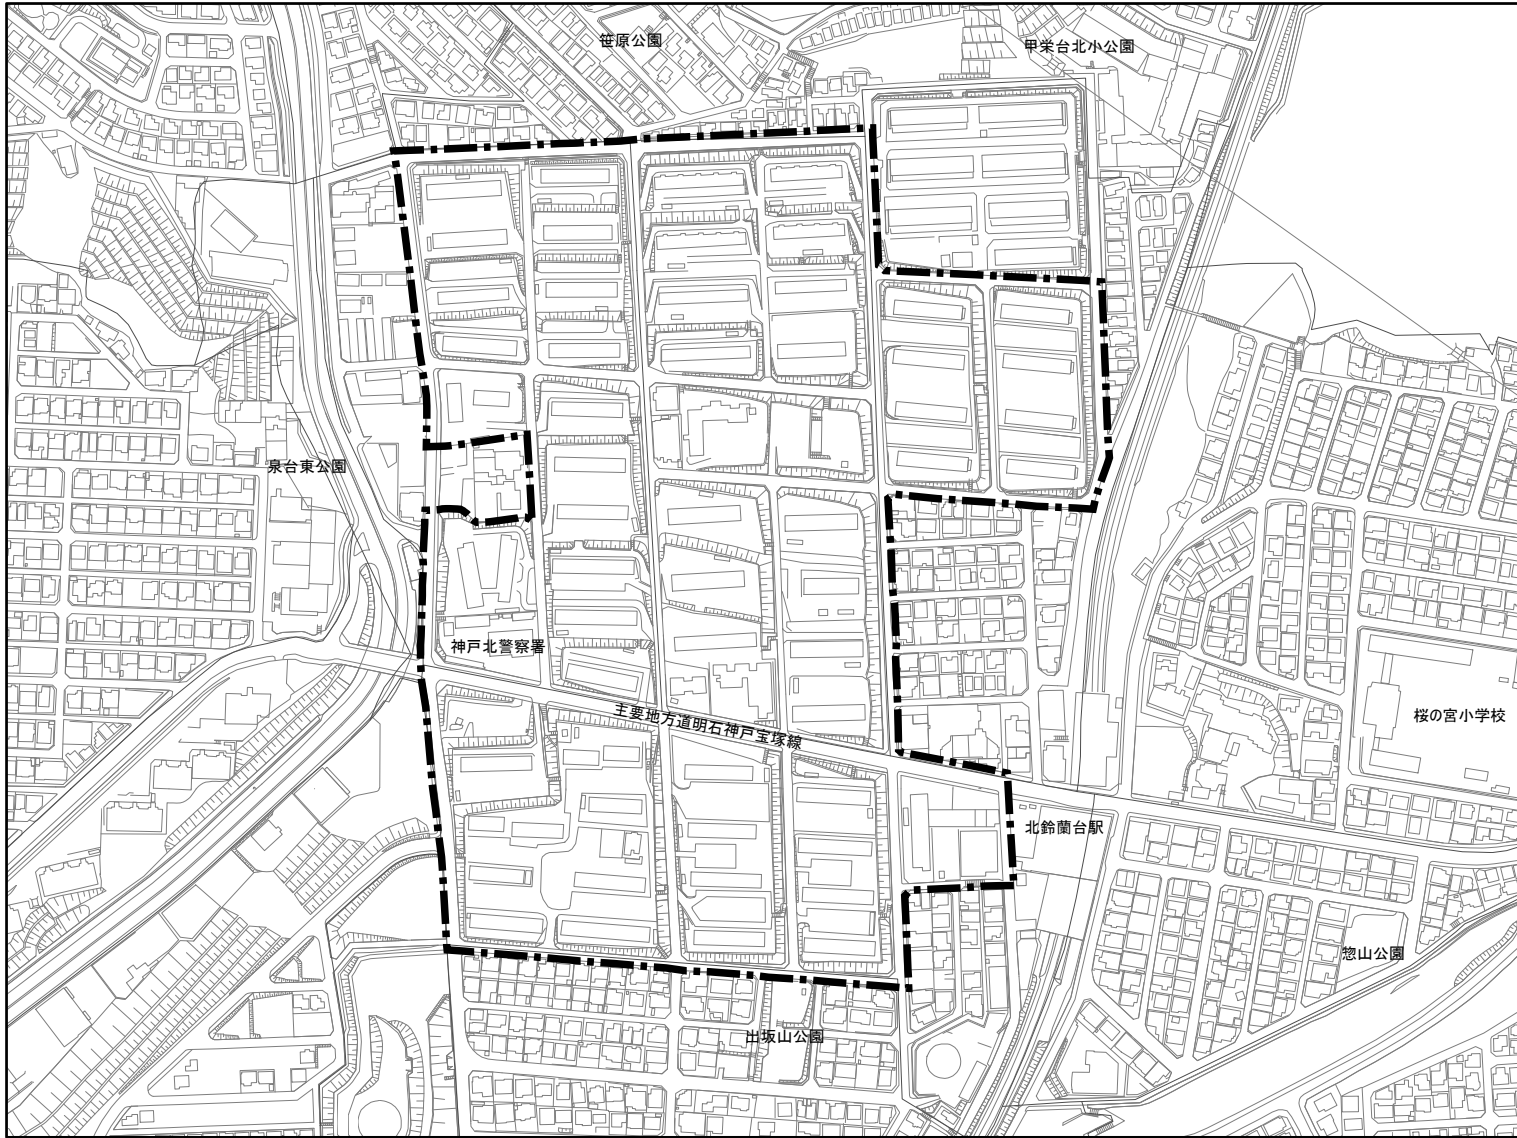 笹原公園
甲栄台北小公園
泉台東公園
神戸北警察署
主要地方道明石神戸宝塚線
桜の宮小学校
北鈴蘭台駅
惣山公園
出坂山公園